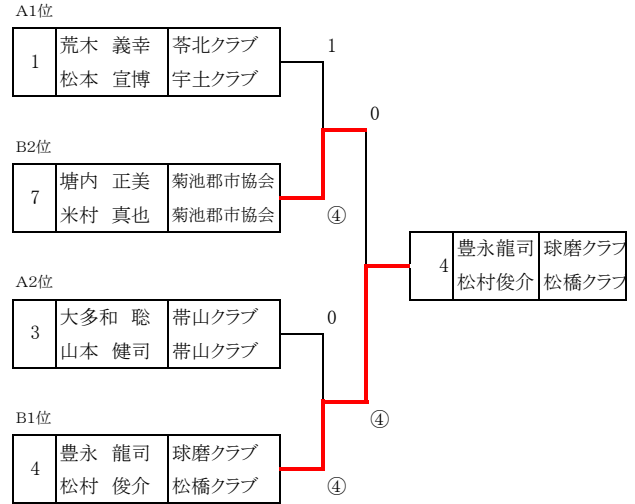 A1位
1 荒木 義幸 苓北クラブ
松本 宣博 宇土クラブ
1
0
B2位
7 塘内 正美 菊池郡市協会
米村 真也 菊池郡市協会
④
4 豊永龍司 球磨クラブ
松村俊介 松橋クラブ
A2位
3 大多和 聡 帯山クラブ
山本 健司 帯山クラブ
0
④
B1位
4 豊永 龍司 球磨クラブ
松村 俊介 松橋クラブ
④